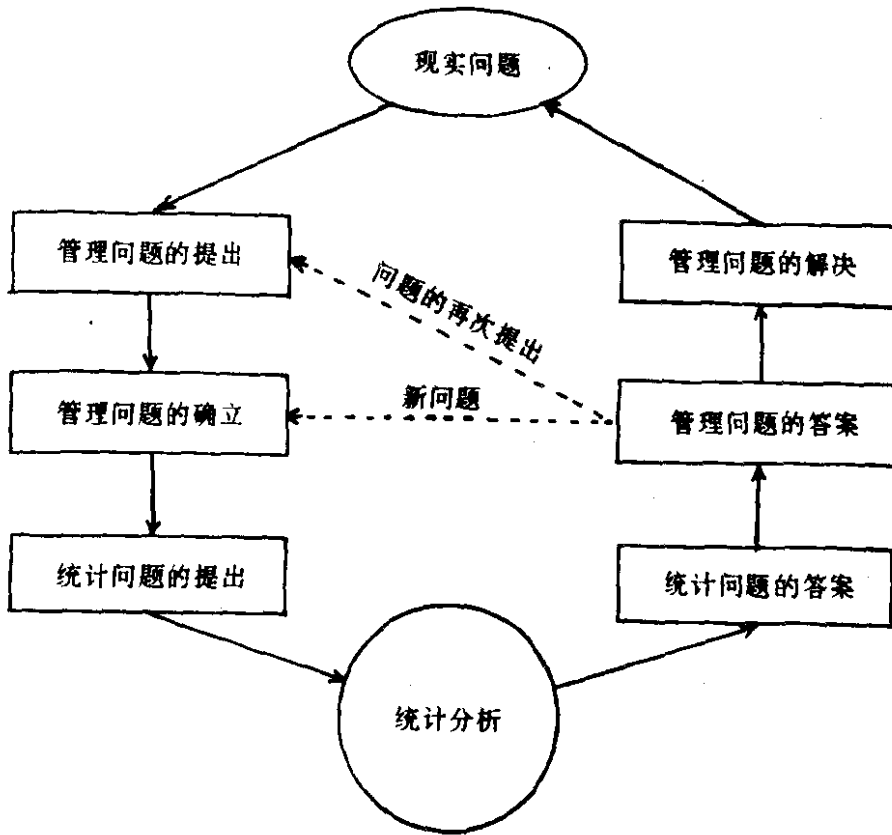 现实问题
管理问题的提出
管理问题的解决
问题的再次提出
新问题
管理问题的确立
管理问题的答案
统计问题的提出
统计问题的答案
统计分析